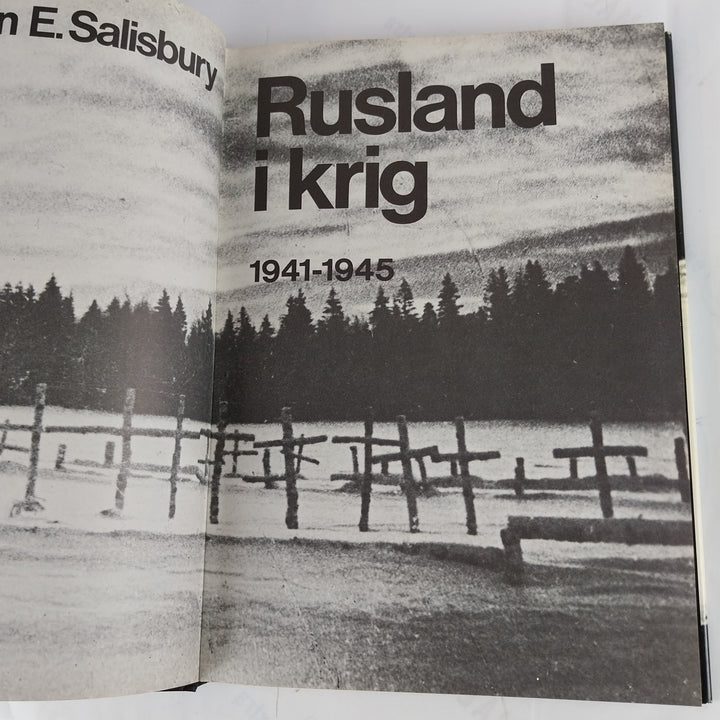 n E. Salisbury
Rusland
i krig
1941-1945